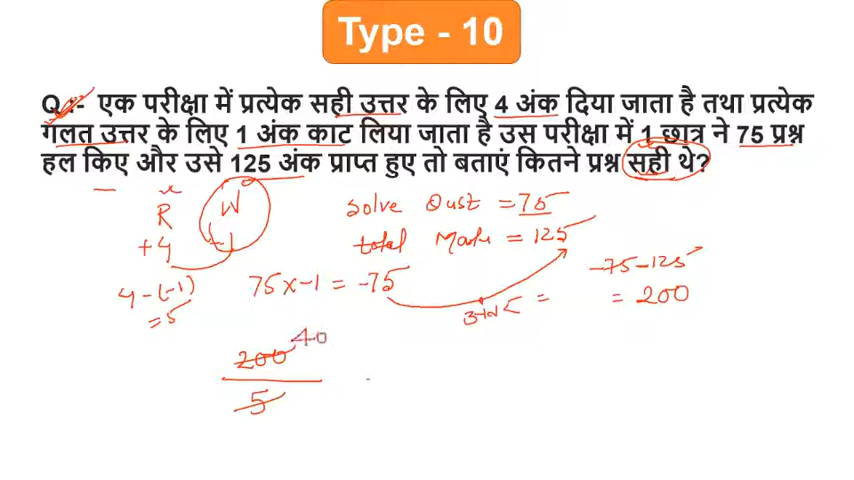 Type - 10
Q :- एक परीक्षा में प्रत्येक सही उत्तर के लिए 4 अंक दिया जाता है तथा प्रत्येक
गलत उत्तर के लिए 1 अंक काट लिया जाता है उस परीक्षा में 1 छात्र ने 75 प्रश्न
हल किए और उसे 125 अंक प्राप्त हुए तो बताएं कितने प्रश्न सही थे?
R W Solve Qust = 75
+4 -1 total Mark = 125
4-(-1) 75x-1 = -75 -75-125
=5 अंतर = = 200
200 40
5